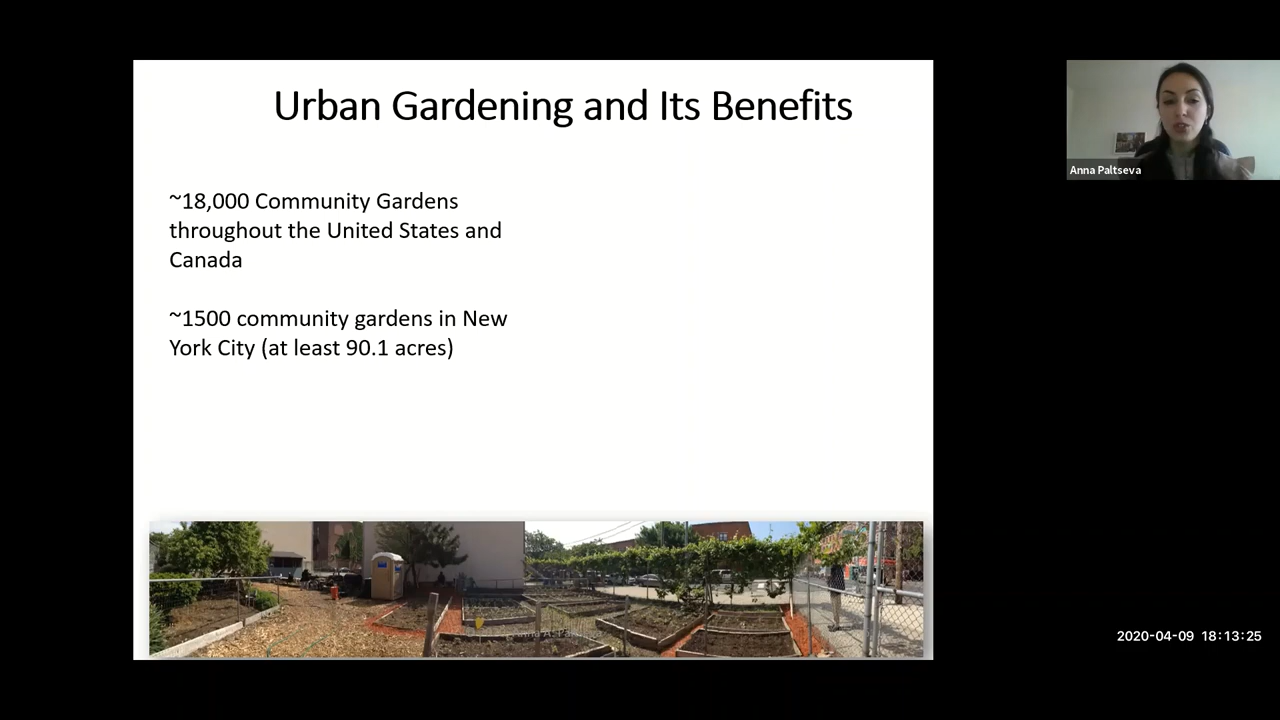 Urban Gardening and Its Benefits
~18,000 Community Gardens
throughout the United States and
Canada
~1500 community gardens in New
York City (at least 90.1 acres)
Anna Paltseva
2020-04-09 18:13:25